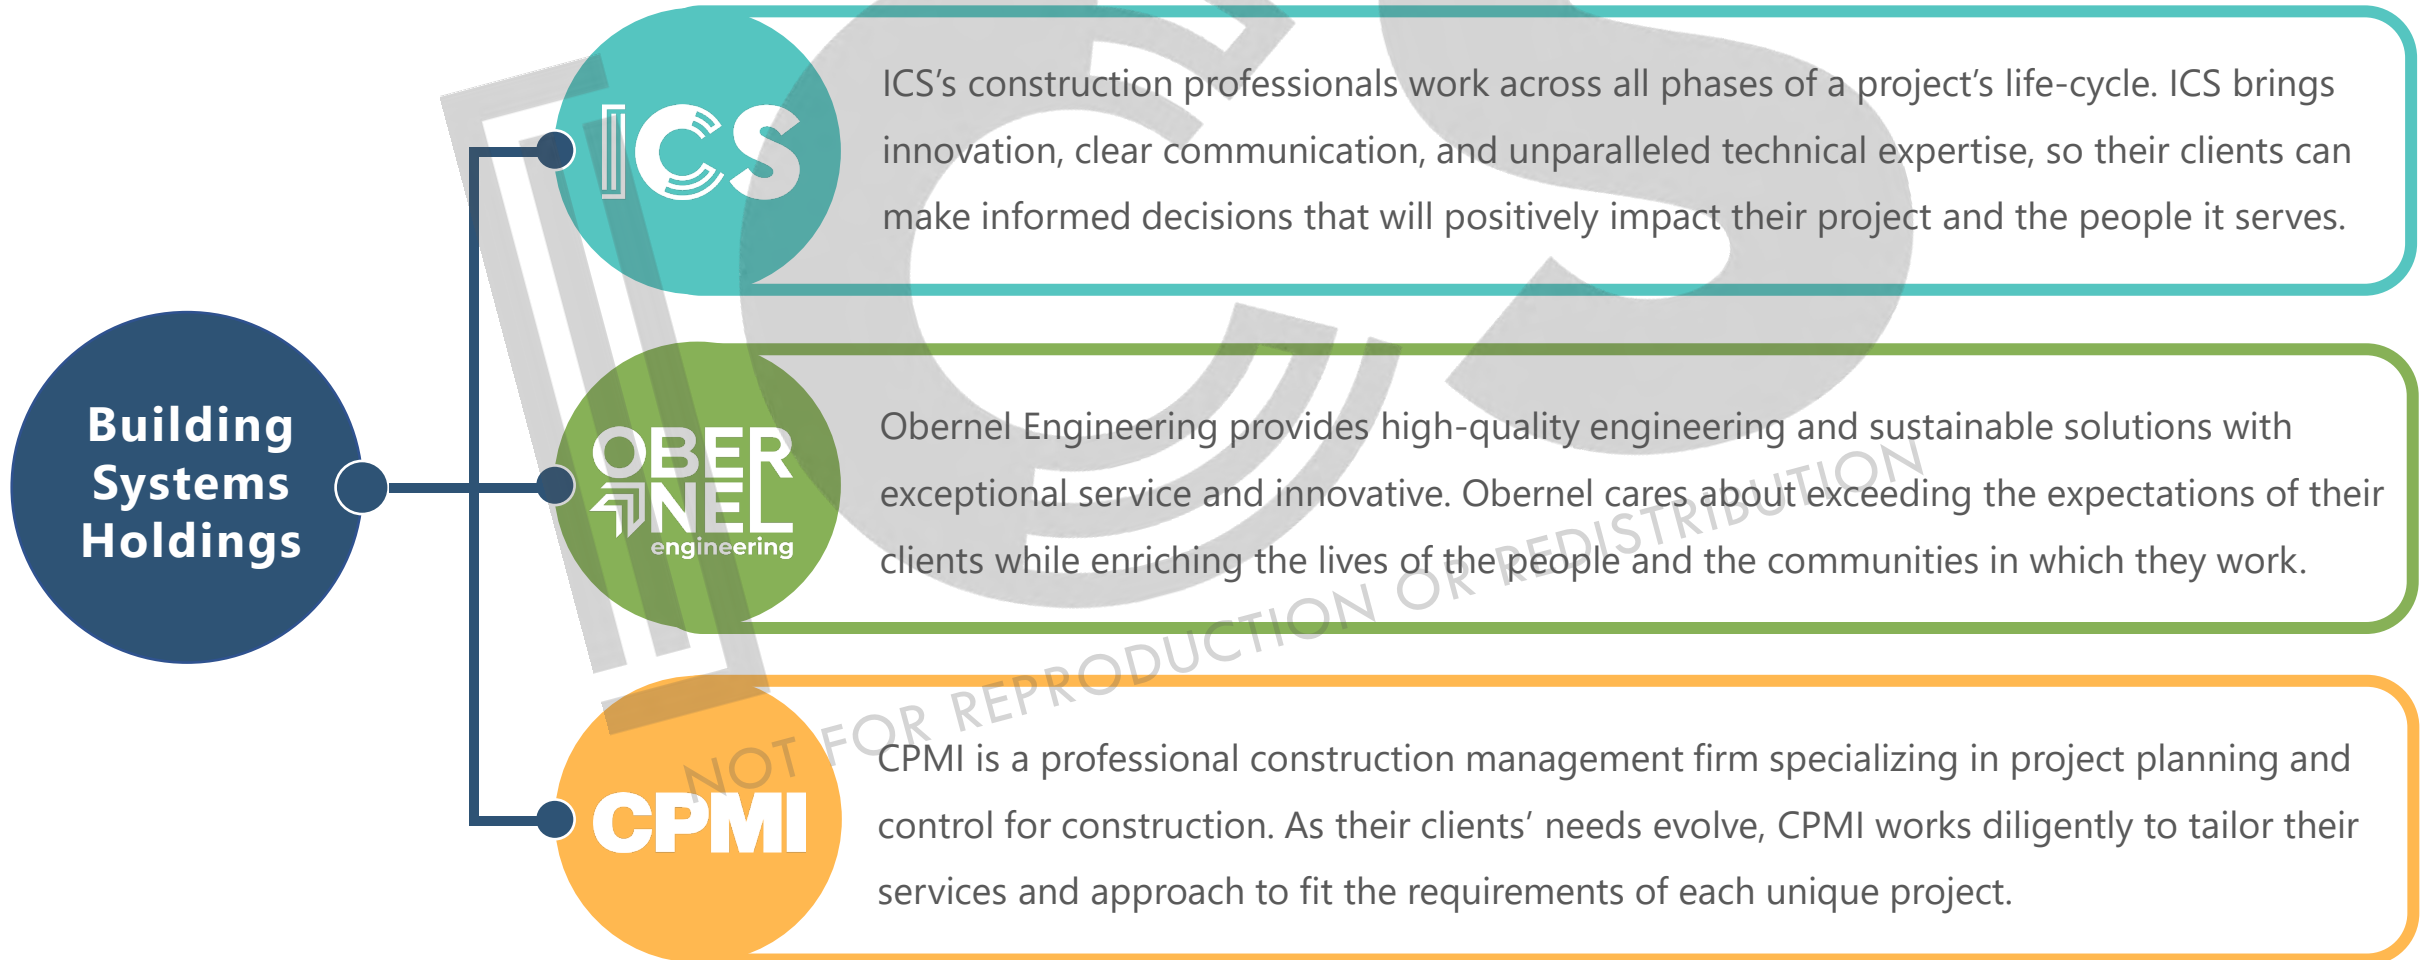 Building
Systems
Holdings
ICS
ICS's construction professionals work across all phases of a project's life-cycle. ICS brings
innovation, clear communication, and unparalleled technical expertise, so their clients can
make informed decisions that will positively impact their project and the people it serves.
OBER
NEL
engineering
Obernel Engineering provides high-quality engineering and sustainable solutions with
exceptional service and innovative. Obernel cares about exceeding the expectations of their
clients while enriching the lives of the people and the communities in which they work.
CPMI
CPMI is a professional construction management firm specializing in project planning and
control for construction. As their clients' needs evolve, CPMI works diligently to tailor their
services and approach to fit the requirements of each unique project.
ICS
NOT FOR REPRODUCTION OR REDISTRIBUTION